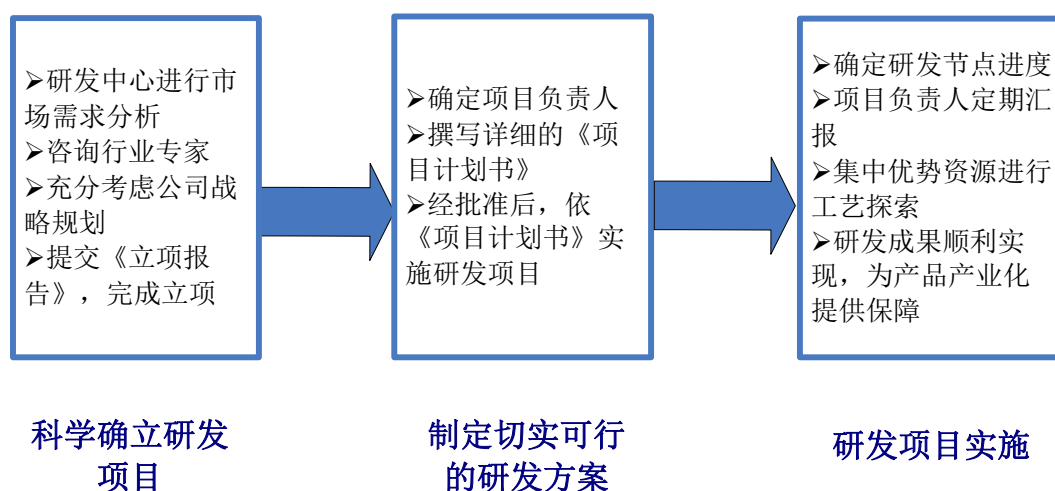 ➢研发中心进行市
场需求分析
➢咨询行业专家
➢充分考虑公司战
略规划
➢提交《立项报
告》，完成立项
➢确定项目负责人
➢撰写详细的《项
目计划书》
➢经批准后，依
《项目计划书》实
施研发项目
➢确定研发节点进度
➢项目负责人定期汇
报
➢集中优势资源进行
工艺探索
➢研发成果顺利实
现，为产品产业化
提供保障
科学确立研发
项目
制定切实可行
的研发方案
研发项目实施